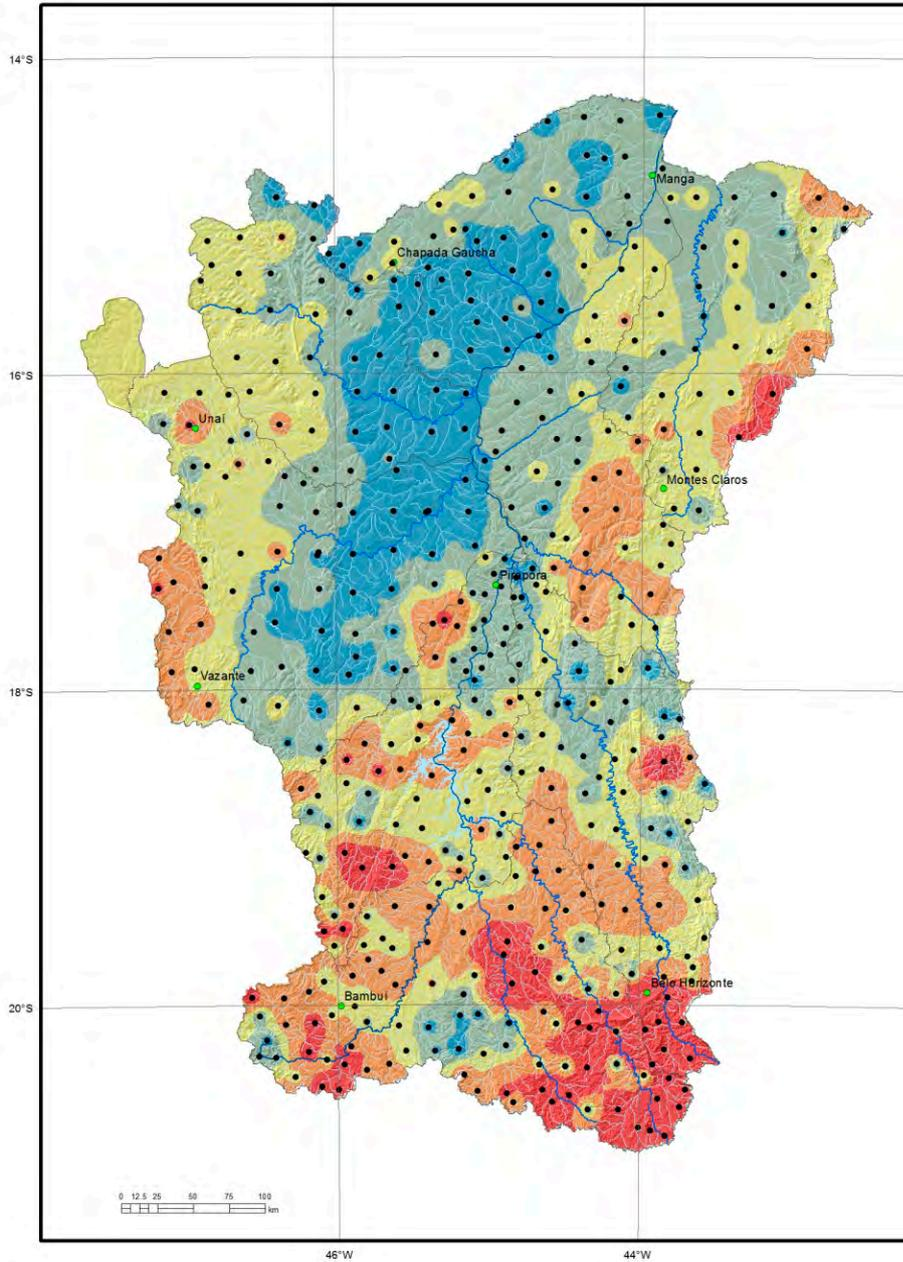 14°S
Manga
Chapada Gaucha
16°S
Unaí
Montes Claros
Pirapora
Vazante
18°S
Belo Horizonte
Bambuí
20°S
0 12.5 25 50 75 100
km
46°W 44°W